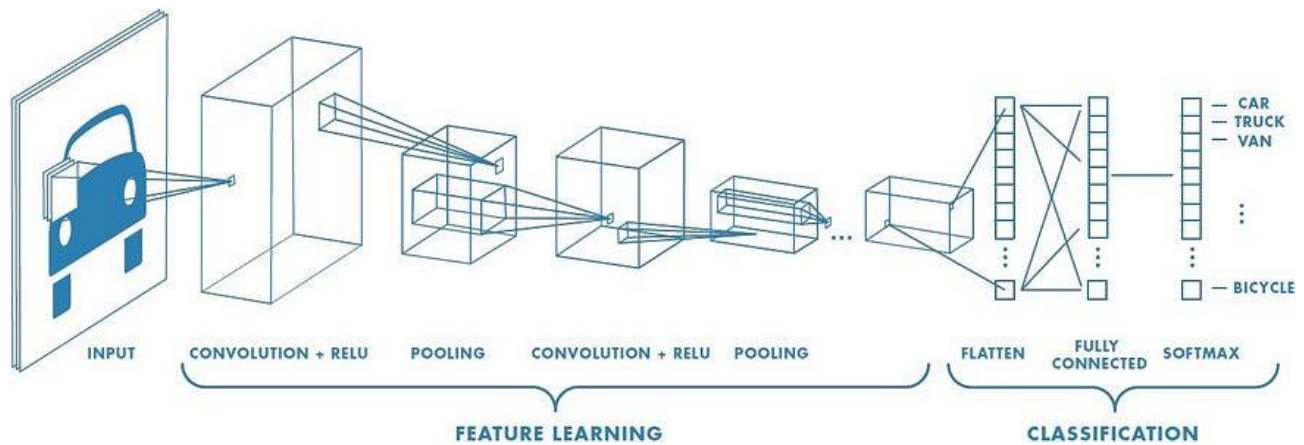 CAR
TRUCK
VAN
BICYCLE
INPUT
CONVOLUTION + RELU
POOLING
CONVOLUTION + RELU
POOLING
FLATTEN
FULLY
CONNECTED
SOFTMAX
FEATURE LEARNING
CLASSIFICATION